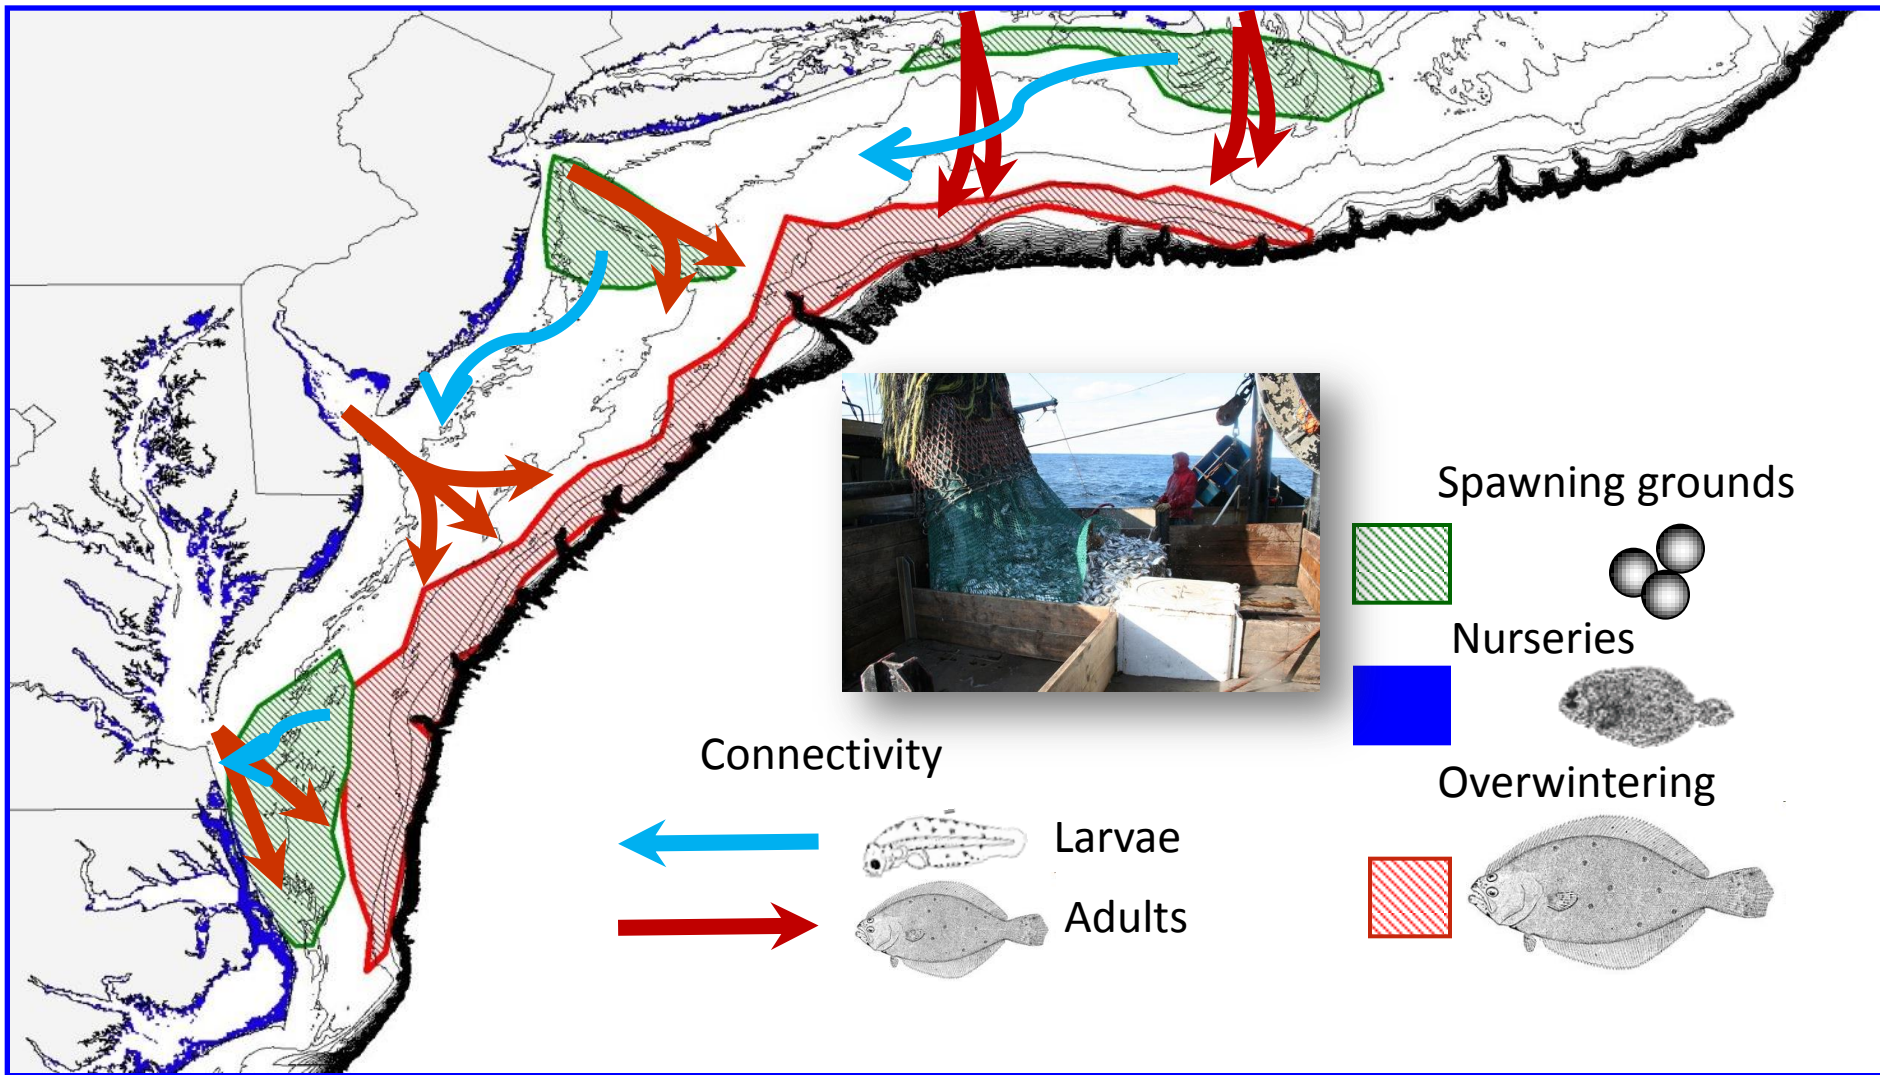 Spawning grounds
Nurseries
Overwintering
Connectivity
Larvae
Adults